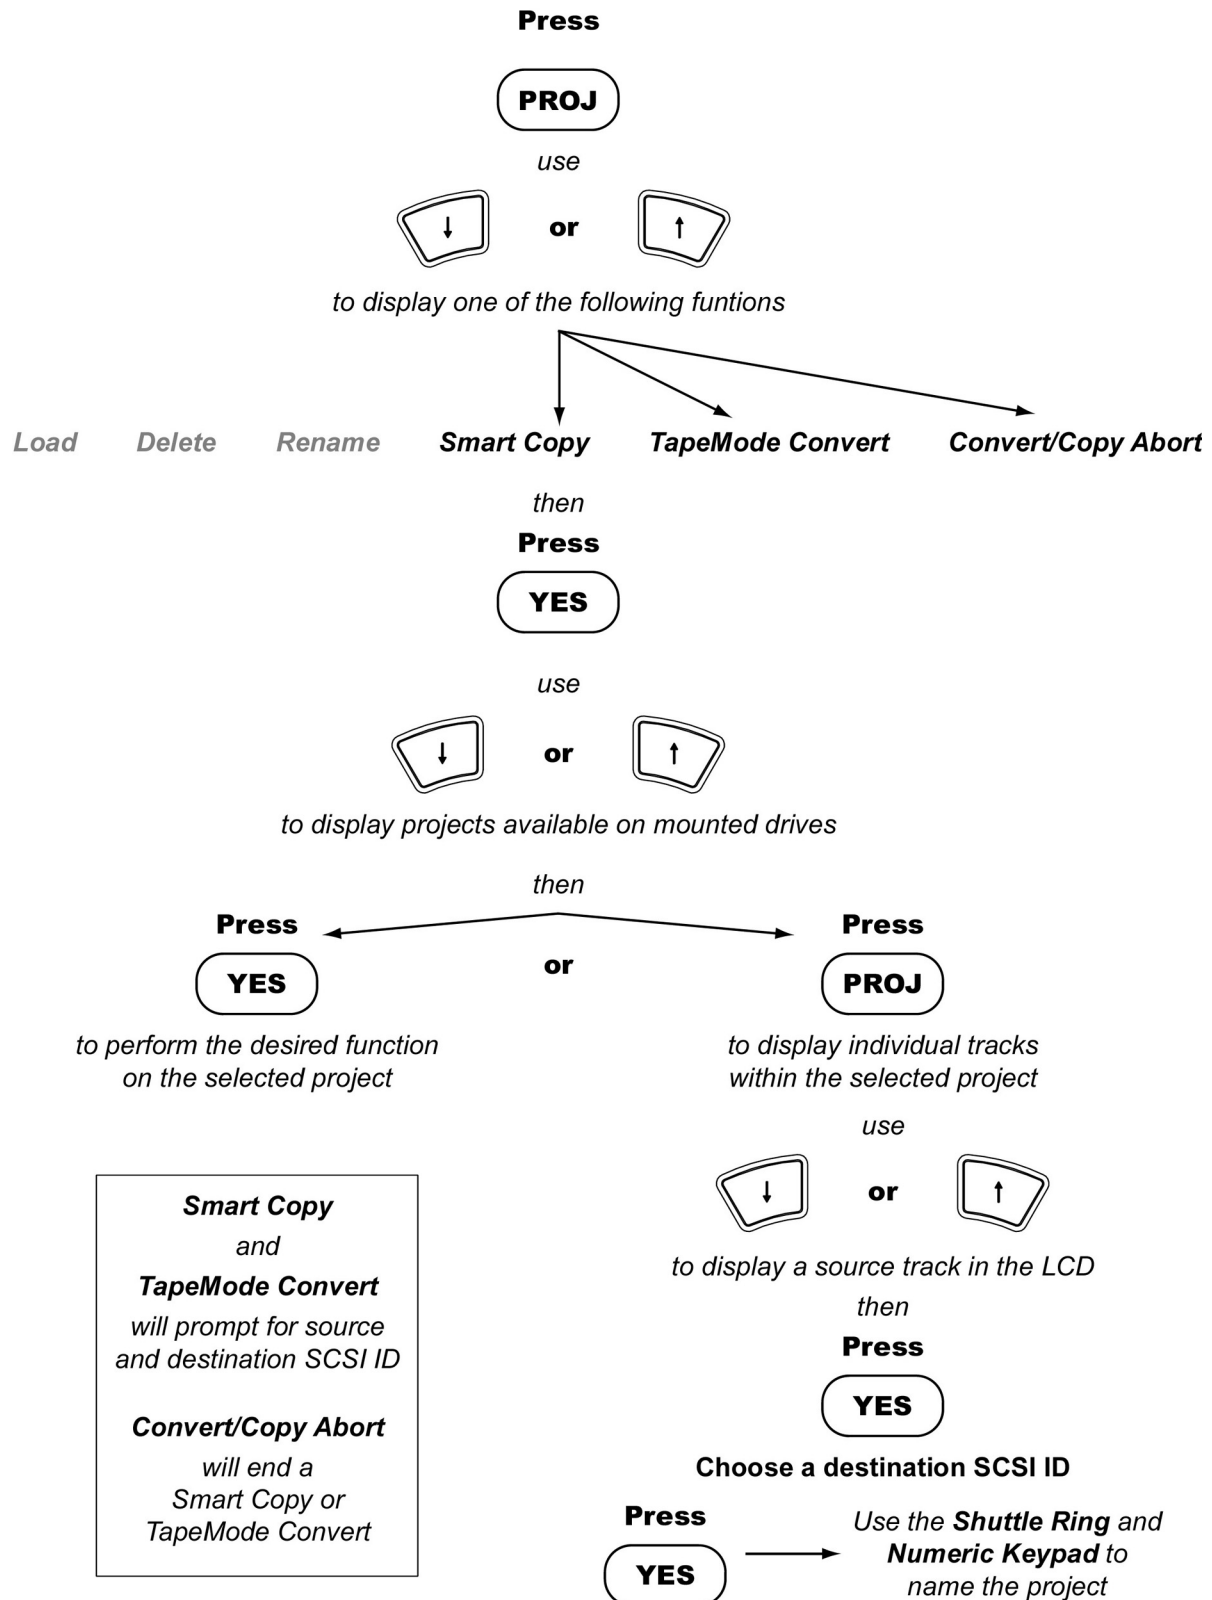 Press
PROJ
use
↓ or ↑
to display one of the following funtions
Load Delete Rename Smart Copy TapeMode Convert Convert/Copy Abort
then
Press
YES
use
↓ or ↑
to display projects available on mounted drives
then
Press
YES
to perform the desired function
on the selected project
or
Press
PROJ
to display individual tracks
within the selected project
use
↓ or ↑
to display a source track in the LCD
then
Press
YES
Choose a destination SCSI ID
Press
YES
Use the Shuttle Ring and
Numeric Keypad to
name the project
Smart Copy
and
TapeMode Convert
will prompt for source
and destination SCSI ID
Convert/Copy Abort
will end a
Smart Copy or
TapeMode Convert